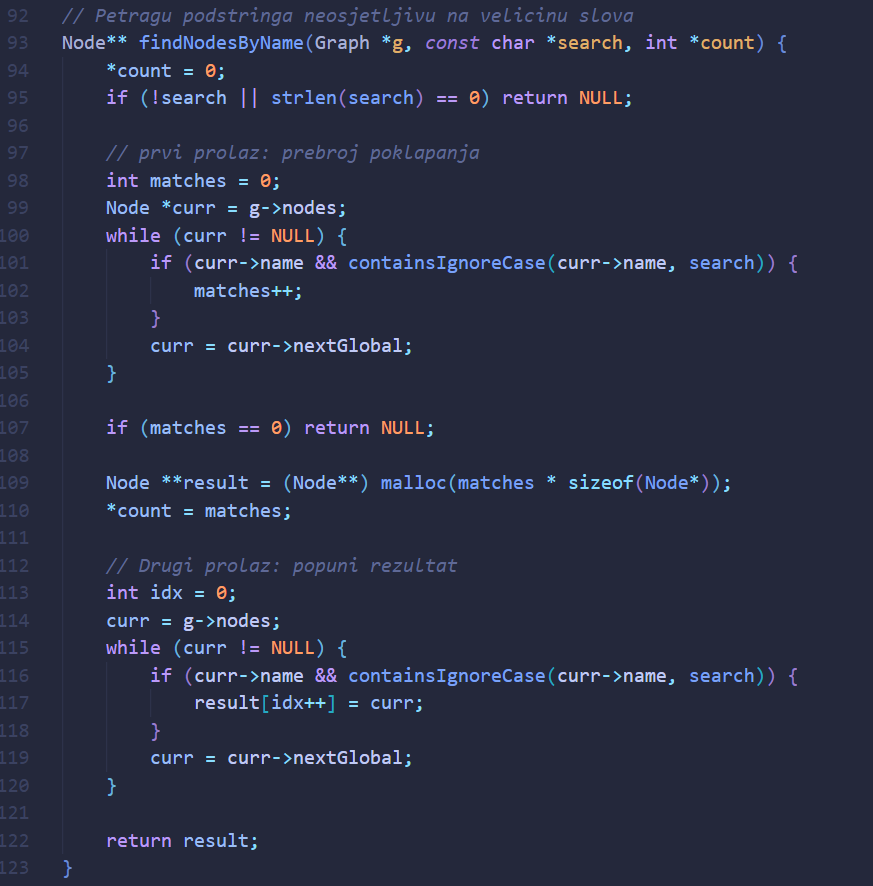 92 // Petragu podstringa neosjetljivu na velicinu slova
93 Node** findNodesByName(Graph *g, const char *search, int *count) {
94     *count = 0;
95     if (!search || strlen(search) == 0) return NULL;
96
97     // prvi prolaz: prebroj poklapanja
98     int matches = 0;
99     Node *curr = g->nodes;
100     while (curr != NULL) {
101         if (curr->name && containsIgnoreCase(curr->name, search)) {
102             matches++;
103         }
104         curr = curr->nextGlobal;
105     }
106
107     if (matches == 0) return NULL;
108
109     Node **result = (Node**) malloc(matches * sizeof(Node*));
110     *count = matches;
111
112     // Drugi prolaz: popuni rezultat
113     int idx = 0;
114     curr = g->nodes;
115     while (curr != NULL) {
116         if (curr->name && containsIgnoreCase(curr->name, search)) {
117             result[idx++] = curr;
118         }
119         curr = curr->nextGlobal;
120     }
121
122     return result;
123 }